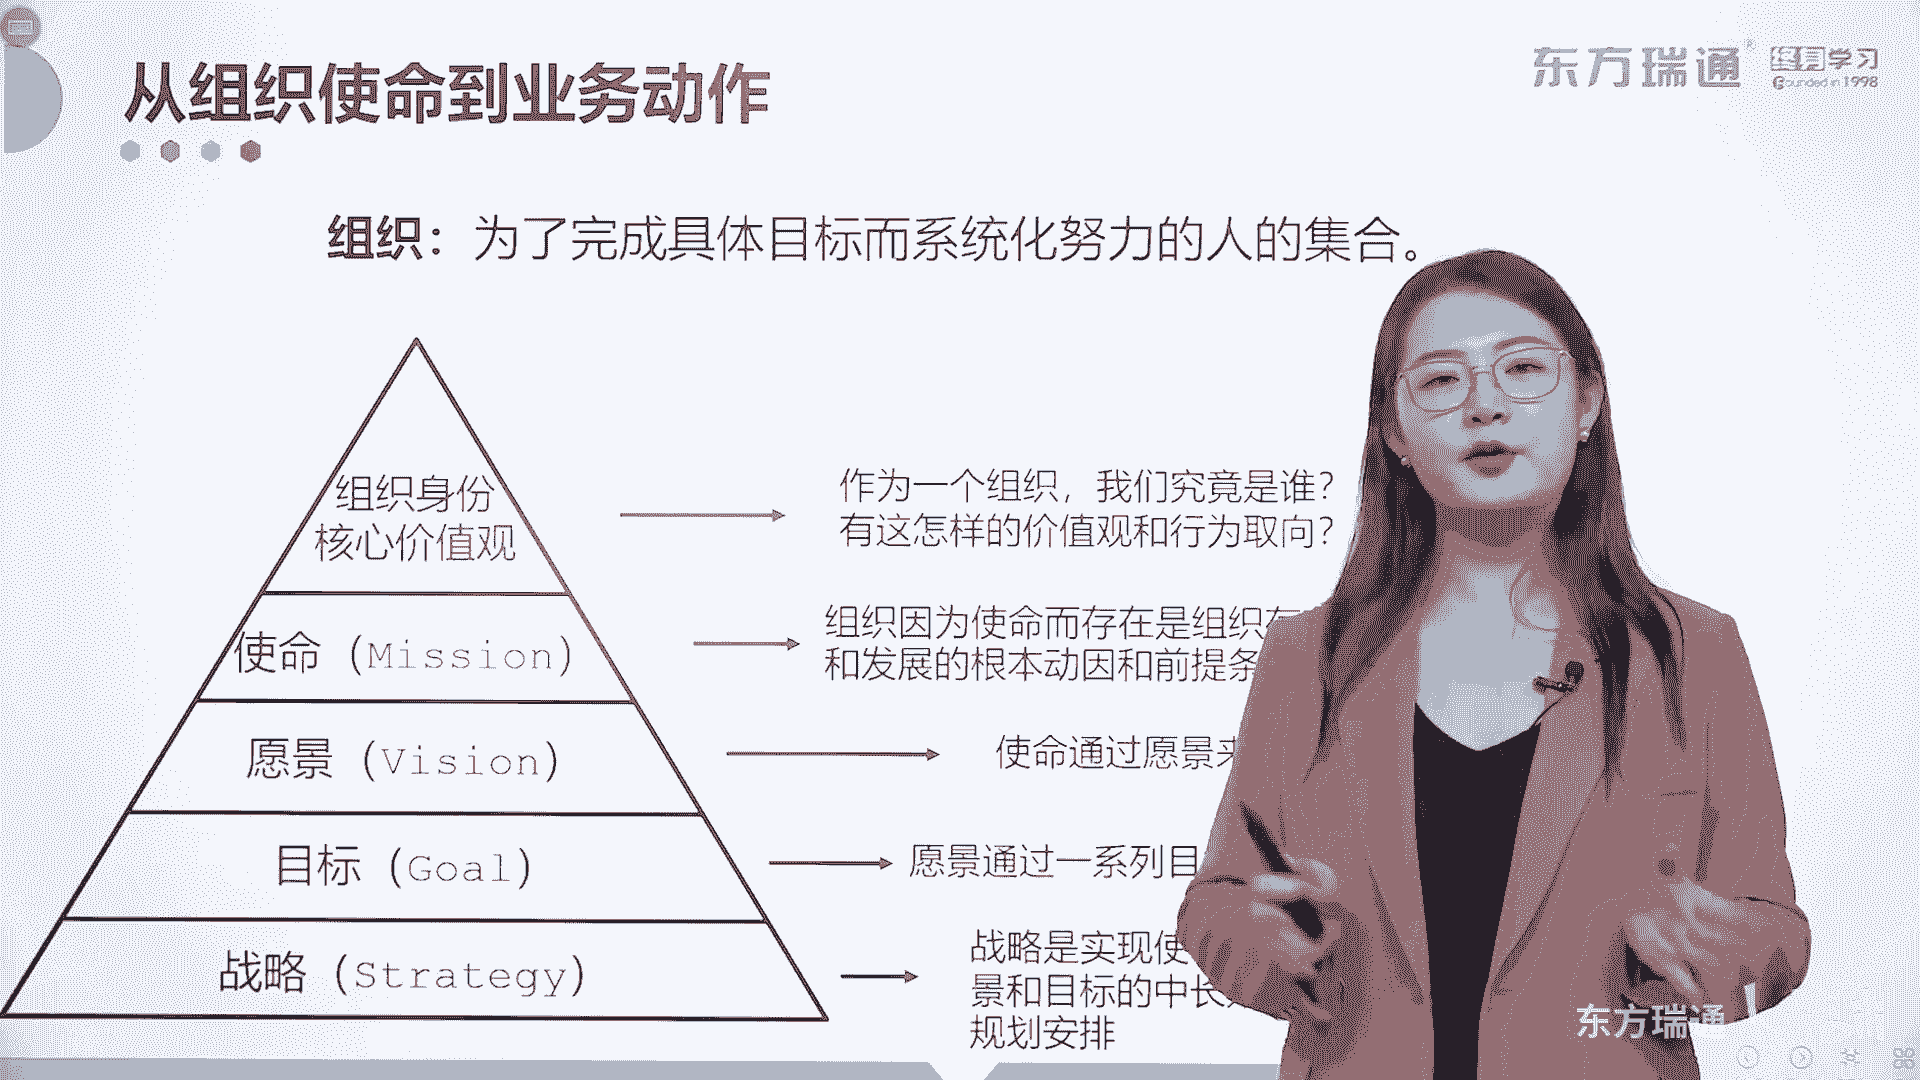 从组织使命到业务动作
东方瑞通®
终身学习
Founded in 1998
组织：为了完成具体目标而系统化努力的人的集合。
组织身份
核心价值观
作为一个组织，我们究竟是谁？
有这怎样的价值观和行为取向？
使命（Mission）
组织因为使命而存在是组织存
和发展的根本动因和前提条
愿景（Vision）
使命通过愿景来
目标（Goal）
愿景通过一系列目
战略（Strategy）
战略是实现使
景和目标的中长
规划安排
东方瑞通